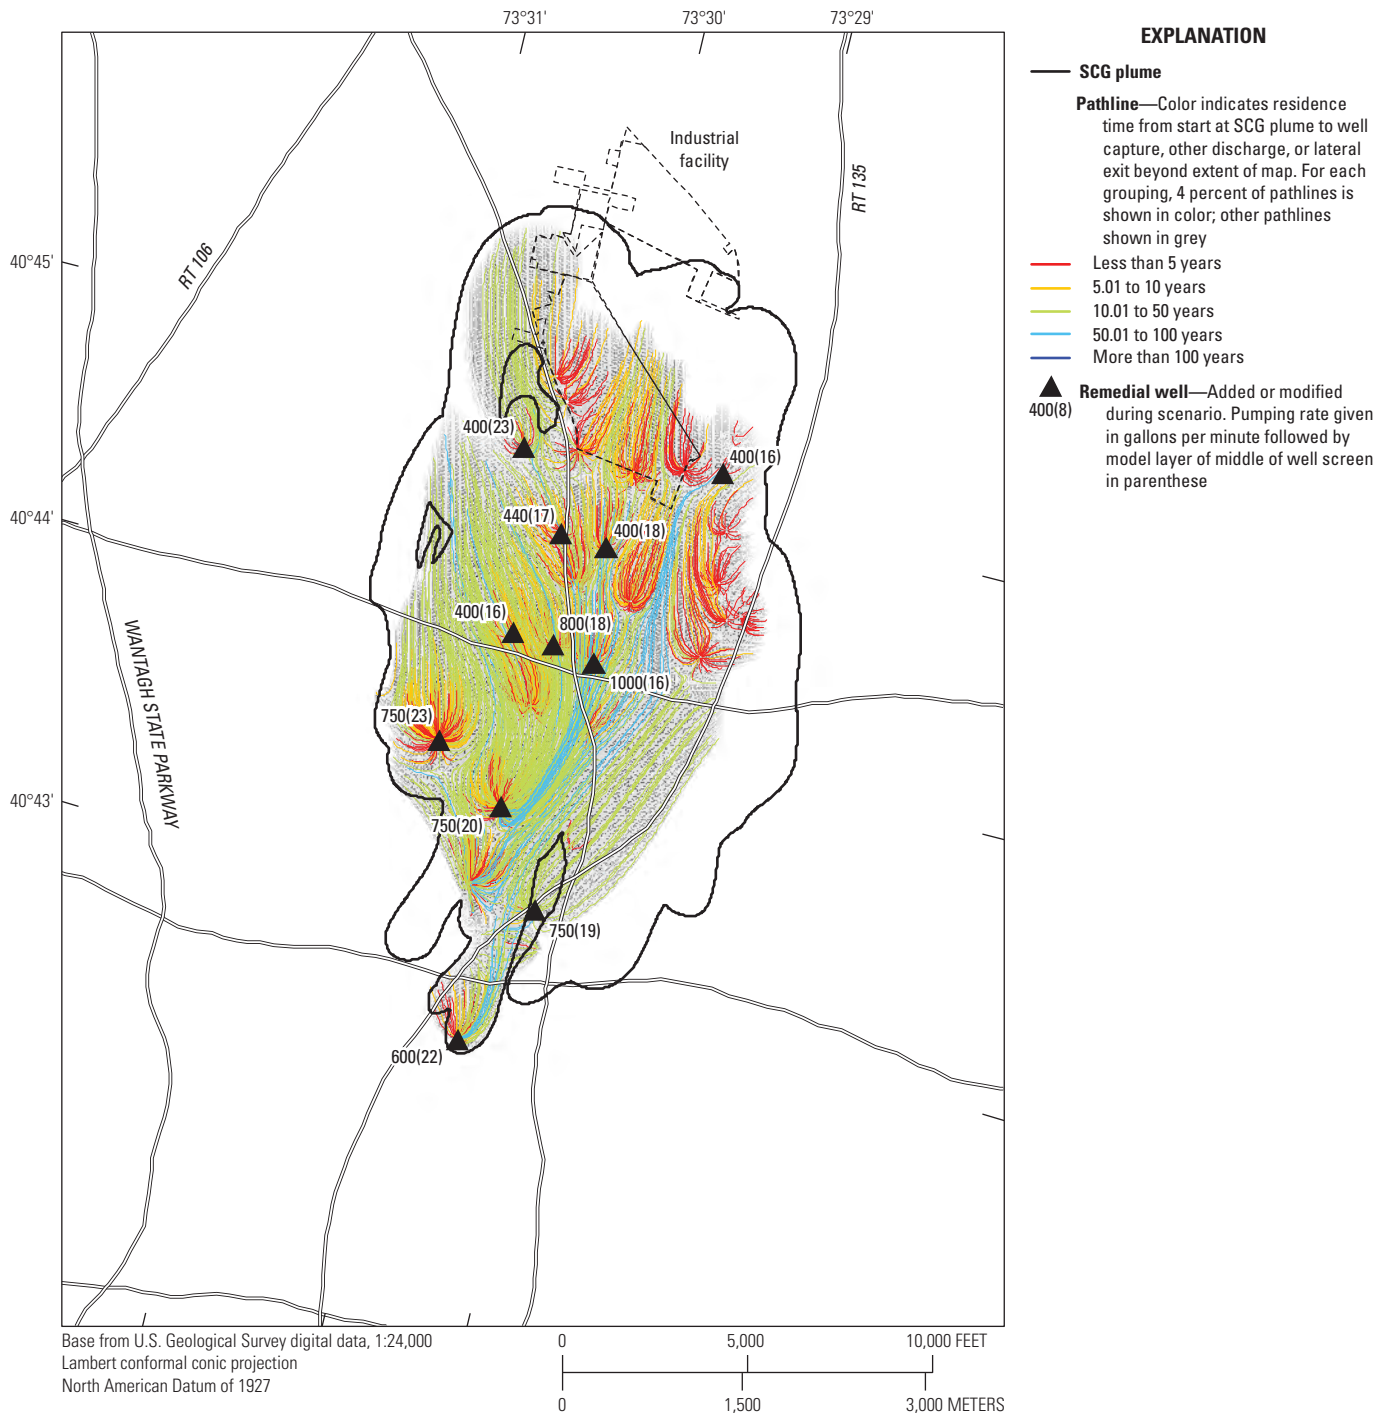 73°31'
73°30'
73°29'
EXPLANATION
SCG plume
Pathline—Color indicates residence
time from start at SCG plume to well
capture, other discharge, or lateral
exit beyond extent of map. For each
grouping, 4 percent of pathlines is
shown in color; other pathlines
shown in grey
Less than 5 years
5.01 to 10 years
10.01 to 50 years
50.01 to 100 years
More than 100 years
400(8)
Remedial well—Added or modified
during scenario. Pumping rate given
in gallons per minute followed by
model layer of middle of well screen
in parenthese
Industrial
facility
RT 135
RT 106
40°45'
400(23)
400(16)
40°44'
440(17)
400(18)
400(16)
800(18)
1000(16)
WANTAGH STATE PARKWAY
750(23)
40°43'
750(20)
750(19)
600(22)
Base from U.S. Geological Survey digital data, 1:24,000
Lambert conformal conic projection
North American Datum of 1927
0
5,000
10,000 FEET
0
1,500
3,000 METERS